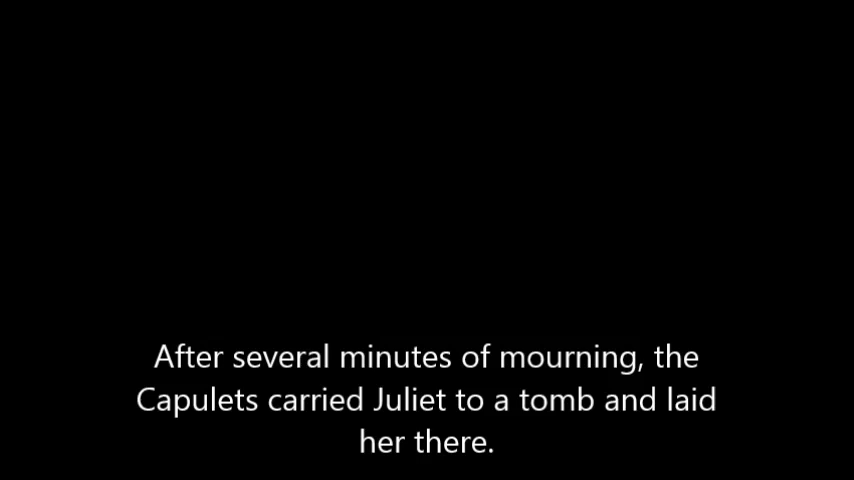 After several minutes of mourning, the
Capulets carried Juliet to a tomb and laid
her there.